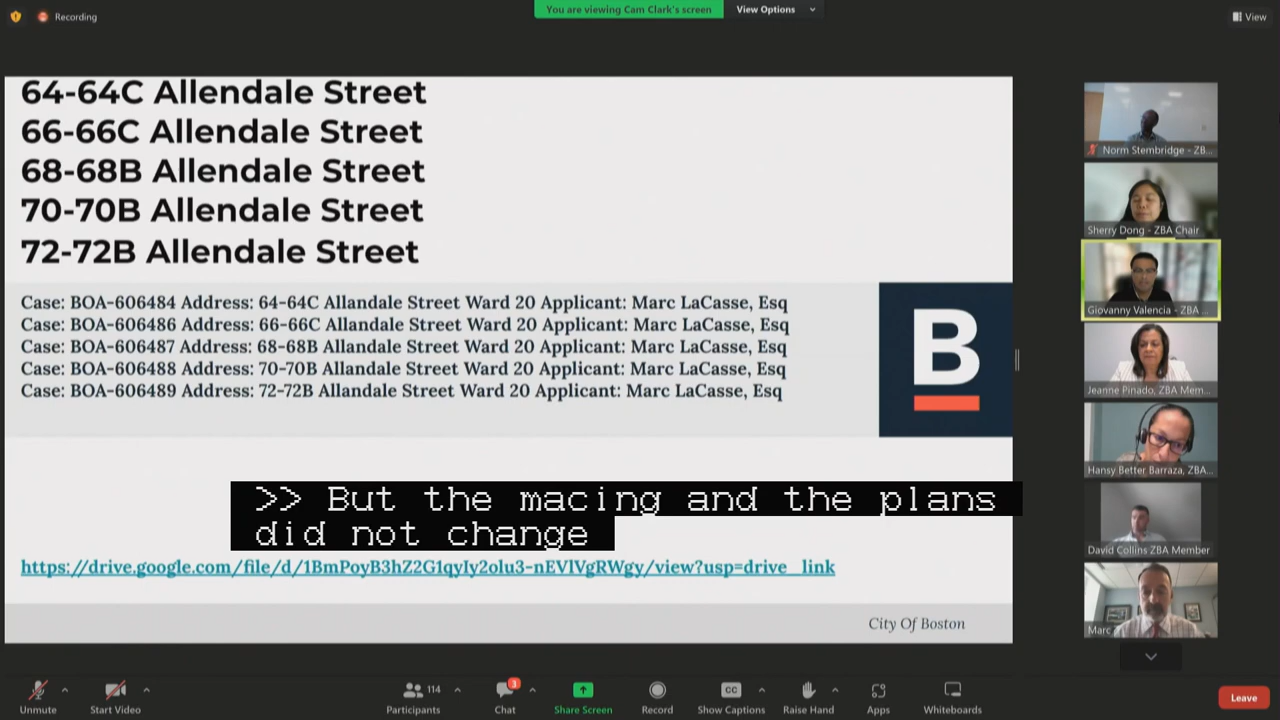 Recording
You are viewing Cam Clark's screen
View Options
View
64-64C Allendale Street
66-66C Allendale Street
68-68B Allendale Street
70-70B Allendale Street
72-72B Allendale Street
Case: BOA-606484 Address: 64-64C Allandale Street Ward 20 Applicant: Marc LaCasse, Esq
Case: BOA-606486 Address: 66-66C Allandale Street Ward 20 Applicant: Marc LaCasse, Esq
Case: BOA-606487 Address: 68-68B Allandale Street Ward 20 Applicant: Marc LaCasse, Esq
Case: BOA-606488 Address: 70-70B Allandale Street Ward 20 Applicant: Marc LaCasse, Esq
Case: BOA-606489 Address: 72-72B Allandale Street Ward 20 Applicant: Marc LaCasse, Esq
B
>> But the macing and the plans
did not change
https://drive.google.com/file/d/1BmPoyB3hZ2G1qyIy2olu3-nEVlVgRWgy/view?usp=drive_link
City Of Boston
Norm Stembridge - ZB...
Sherry Dong - ZBA Chair
Giovanny Valencia - ZBA ...
Jeanne Pinado, ZBA Mem...
Hansy Better Barraza, ZBA...
David Collins ZBA Member
Marc
Unmute
Start Video
114
Participants
3
Chat
Share Screen
Record
CC
Show Captions
Raise Hand
Apps
Whiteboards
Leave